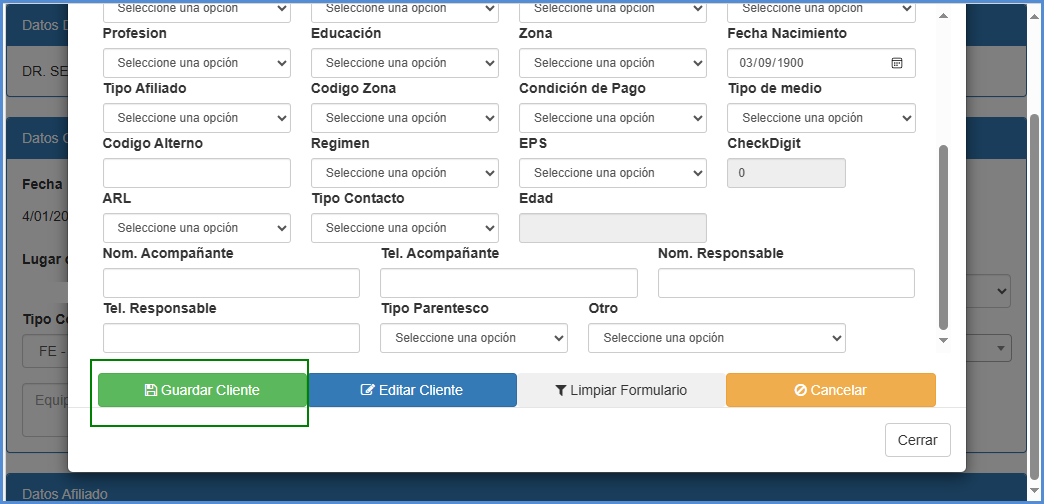 Datos
Seleccione una opción Seleccione una opción Seleccione una opción Seleccione una opción
Profesion Educación Zona Fecha Nacimiento
Seleccione una opción Seleccione una opción Seleccione una opción 03/09/1900
DR. SE
Tipo Afiliado Codigo Zona Condición de Pago Tipo de medio
Seleccione una opción Seleccione una opción Seleccione una opción Seleccione una opción
Datos
Codigo Alterno Regimen EPS CheckDigit
Seleccione una opción Seleccione una opción 0
Fecha
ARL Tipo Contacto Edad
4/01/20
Seleccione una opción Seleccione una opción
Nom. Acompañante Tel. Acompañante Nom. Responsable
Lugar
Tel. Responsable Tipo Parentesco Otro
Tipo Co
Seleccione una opción Seleccione una opción
FE -
Guardar Cliente Editar Cliente Limpiar Formulario Cancelar
Equip
Cerrar
Datos Afiliado